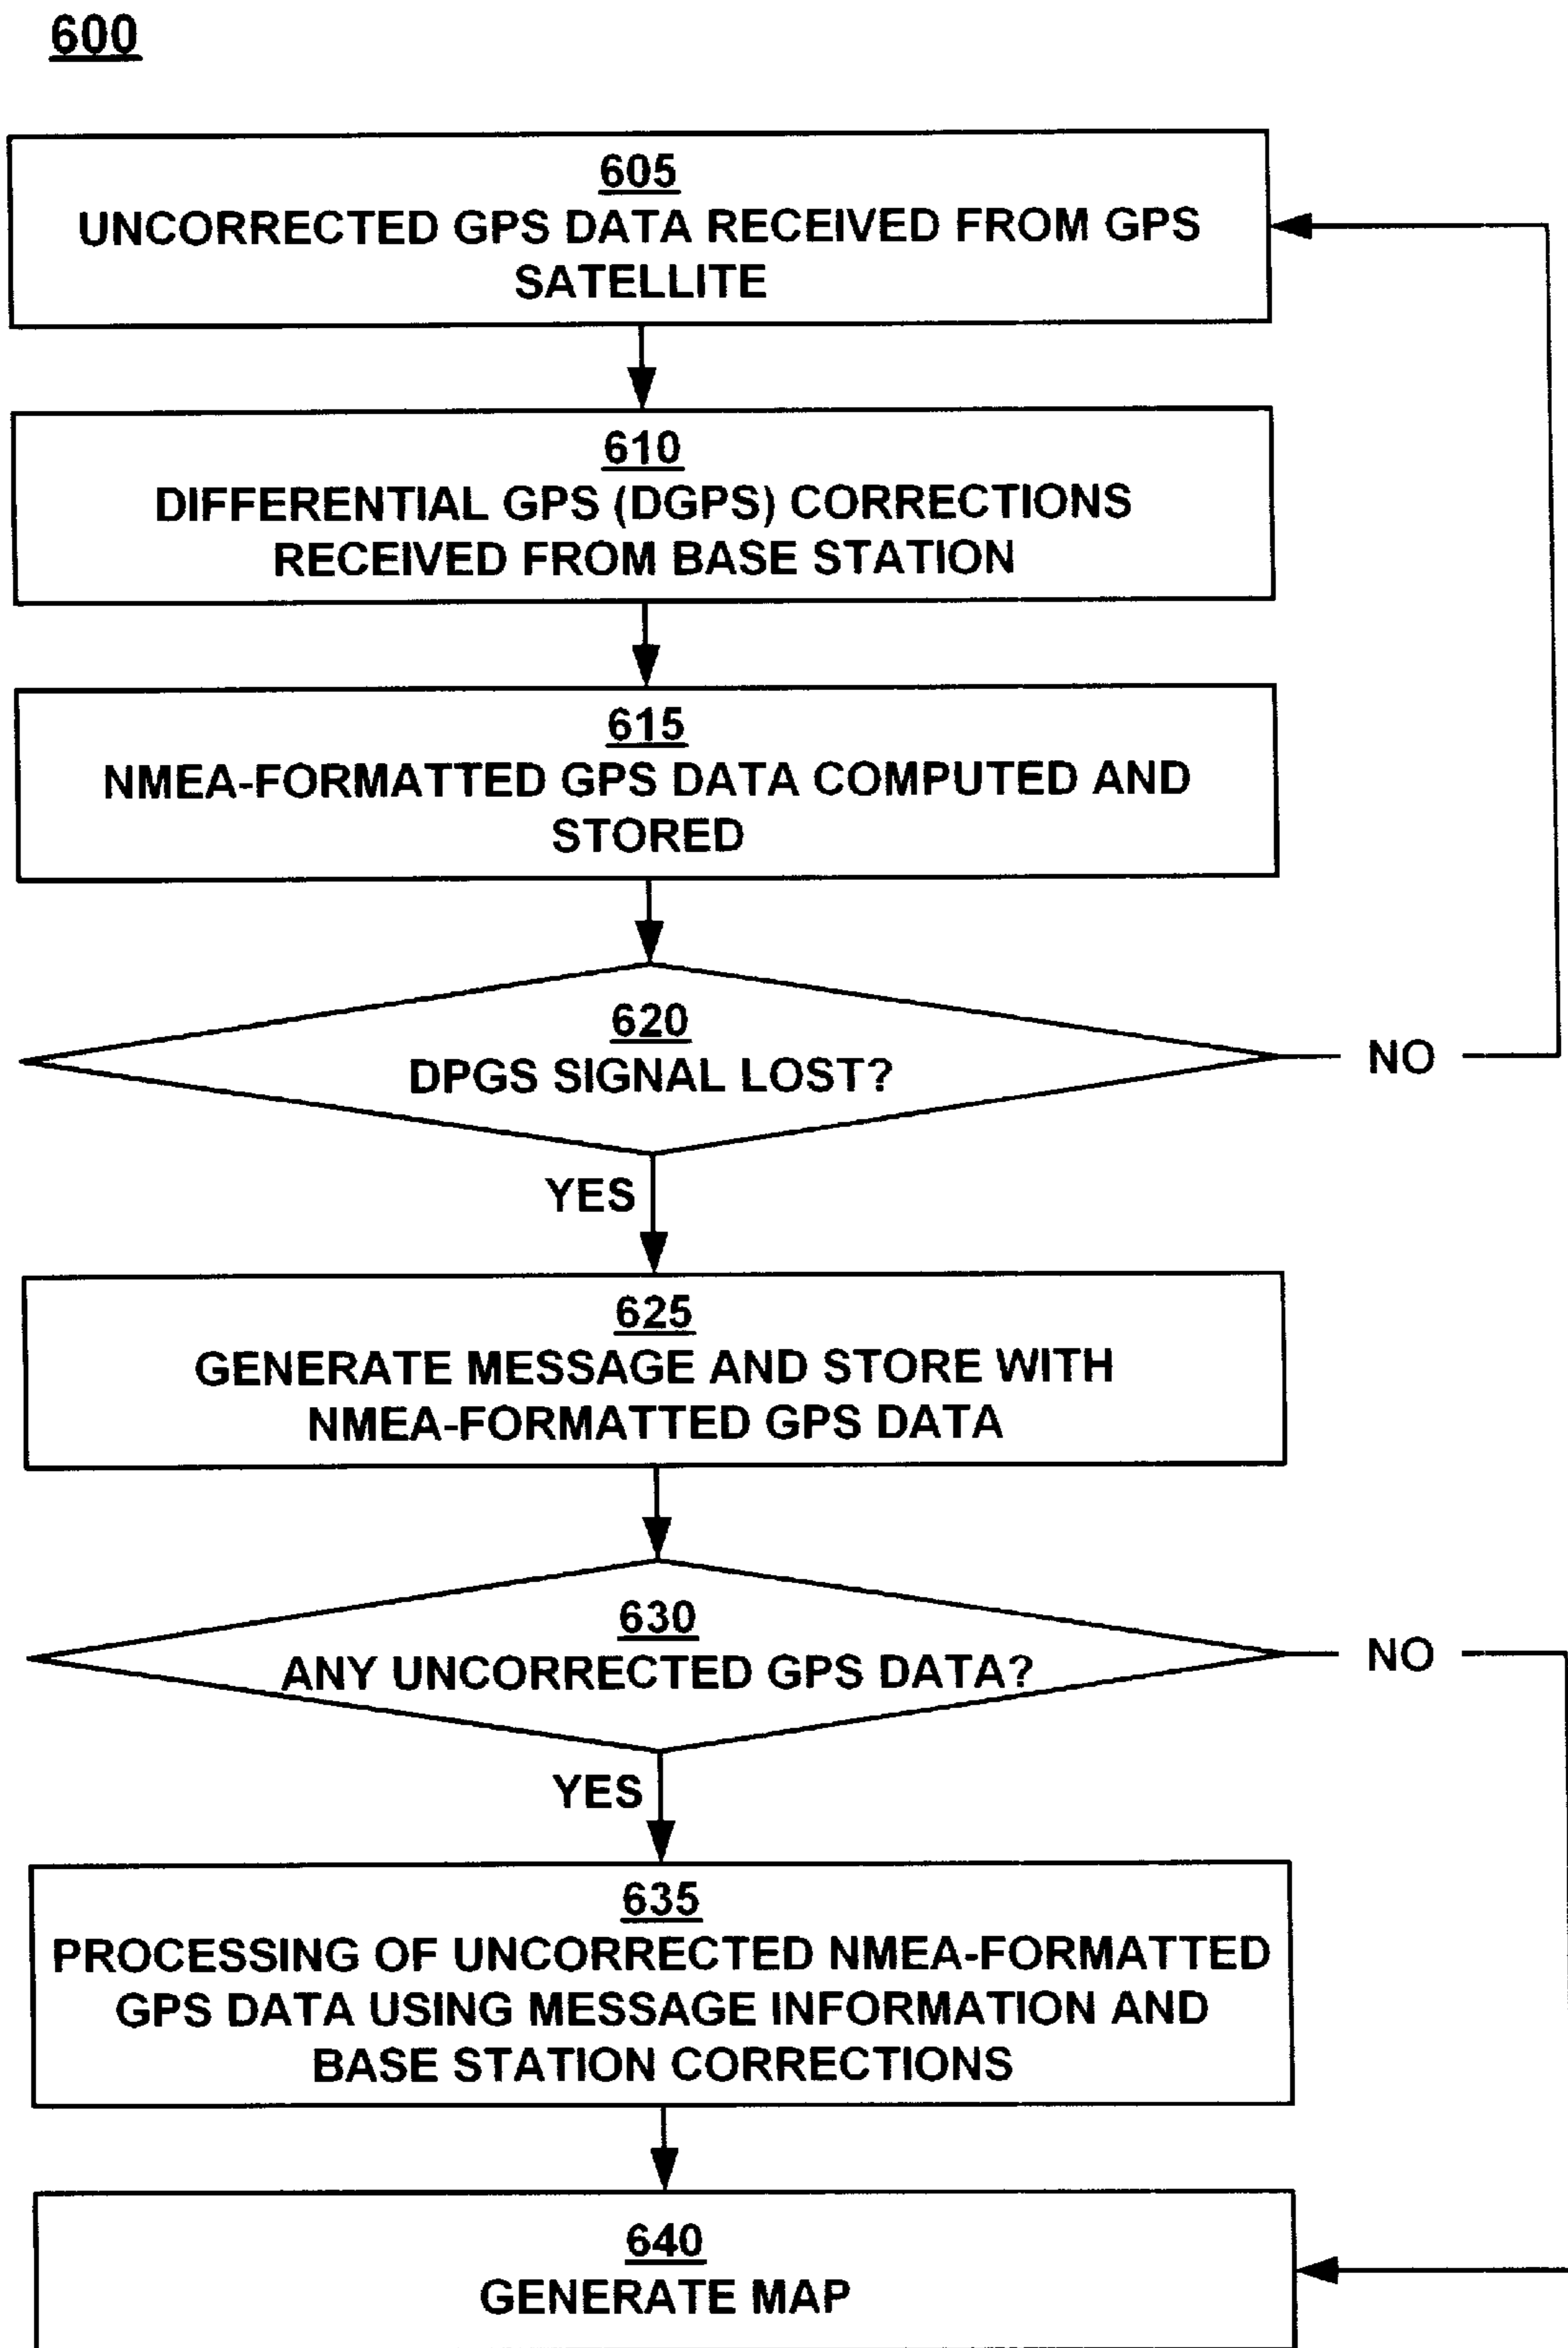 600
605
UNCORRECTED GPS DATA RECEIVED FROM GPS
SATELLITE
610
DIFFERENTIAL GPS (DGPS) CORRECTIONS
RECEIVED FROM BASE STATION
615
NMEA-FORMATTED GPS DATA COMPUTED AND
STORED
620
DPGS SIGNAL LOST?
NO
YES
625
GENERATE MESSAGE AND STORE WITH
NMEA-FORMATTED GPS DATA
630
ANY UNCORRECTED GPS DATA?
NO
YES
635
PROCESSING OF UNCORRECTED NMEA-FORMATTED
GPS DATA USING MESSAGE INFORMATION AND
BASE STATION CORRECTIONS
640
GENERATE MAP